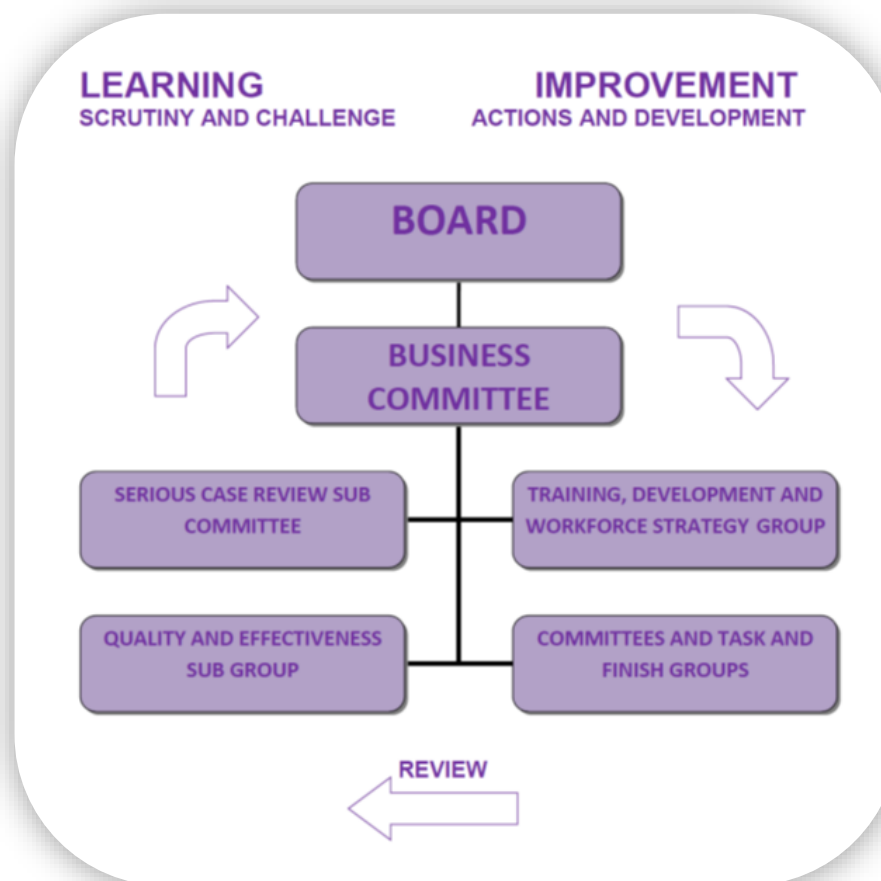 LEARNING
SCRUTINY AND CHALLENGE
IMPROVEMENT
ACTIONS AND DEVELOPMENT
BOARD
BUSINESS
COMMITTEE
SERIOUS CASE REVIEW SUB
COMMITTEE
TRAINING, DEVELOPMENT AND
WORKFORCE STRATEGY GROUP
QUALITY AND EFFECTIVENESS
SUB GROUP
COMMITTEES AND TASK AND
FINISH GROUPS
REVIEW